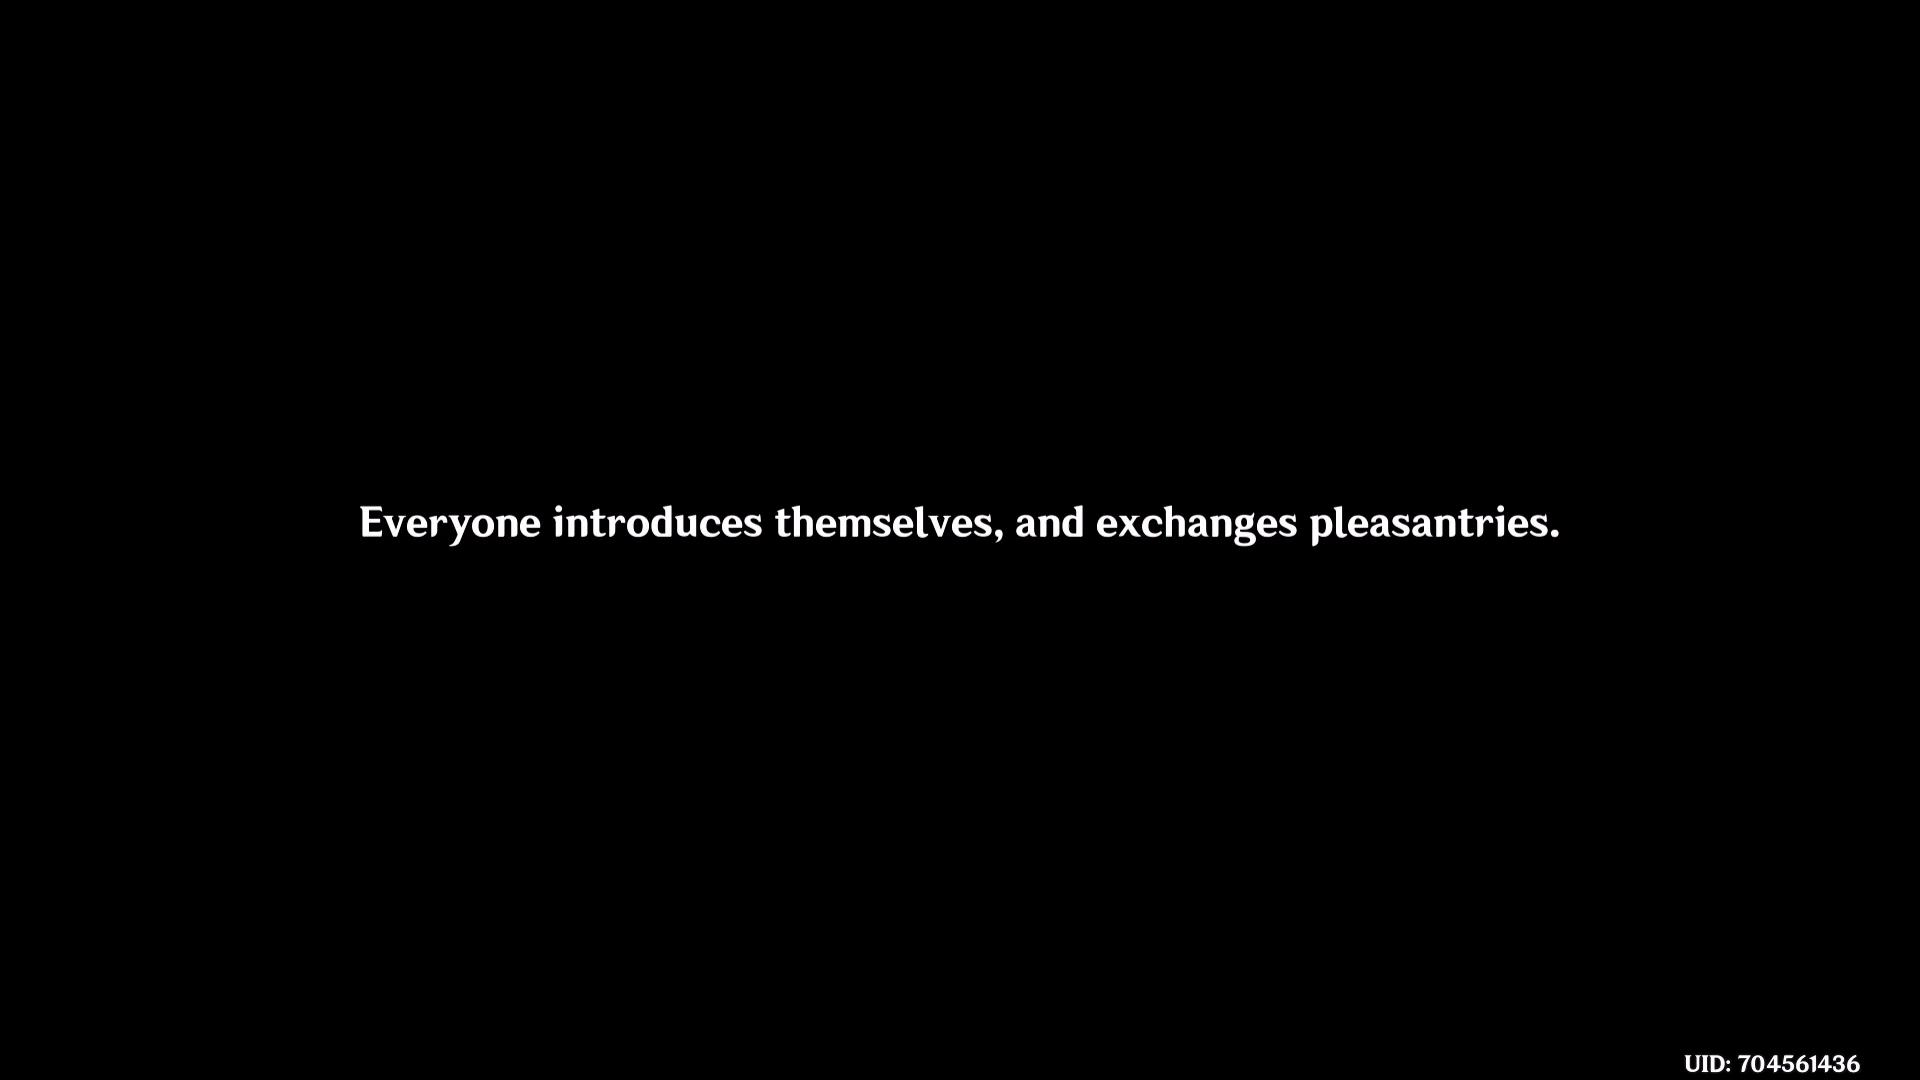 Everyone introduces themselves, and exchanges pleasantries.
UID: 704561436